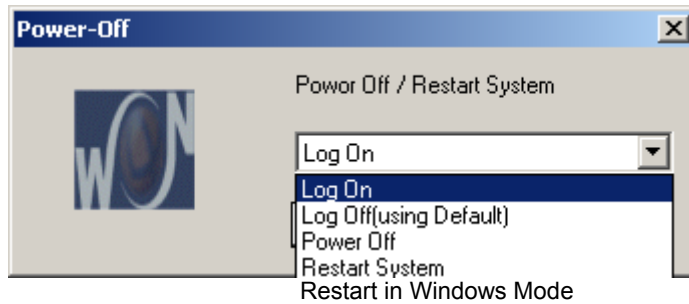 Power-Off
Powor Off / Restart System
WON
Log On
Log On
Log Off(using Default)
Power Off
Restart System
Restart in Windows Mode